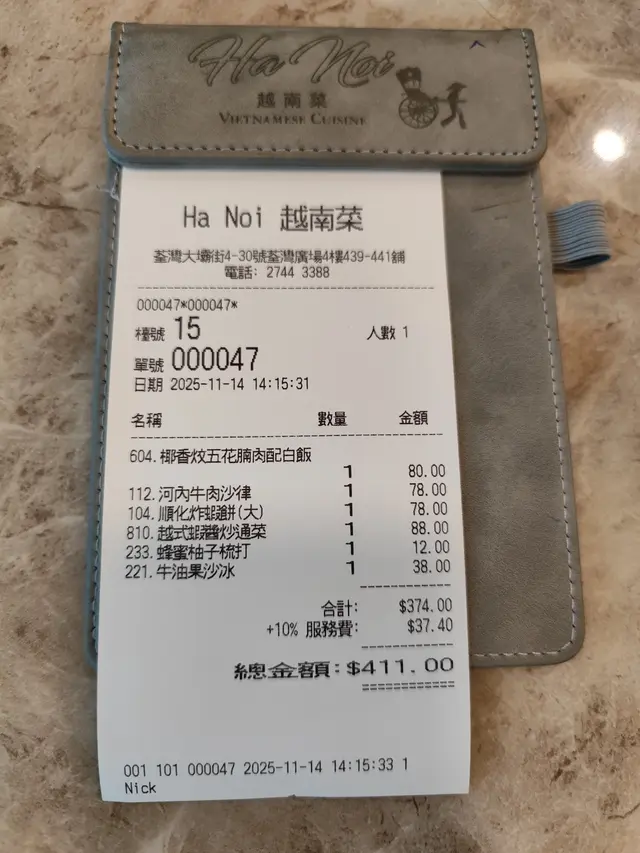 Ha Noi
越南菜
VIETNAMESE CUISINE
Ha Noi 越南菜
荃灣大壩街4-30號荃灣廣場4樓439-441舖
電話: 2744 3388
000047*000047*
檯號 15 人數 1
單號 000047
日期 2025-11-14 14:15:31
名稱 數量 金額
604. 椰香炆五花腩肉配白飯
1 80.00
112. 河內牛肉沙律 1 78.00
104. 順化炸蝦餅(大) 1 78.00
810. 越式蝦醬炒通菜 1 88.00
233. 蜂蜜柚子梳打 1 12.00
221. 牛油果沙冰 1 38.00
合計: $374.00
+10% 服務費: $37.40
總金額: $411.00
001 101 000047 2025-11-14 14:15:33 1
Nick